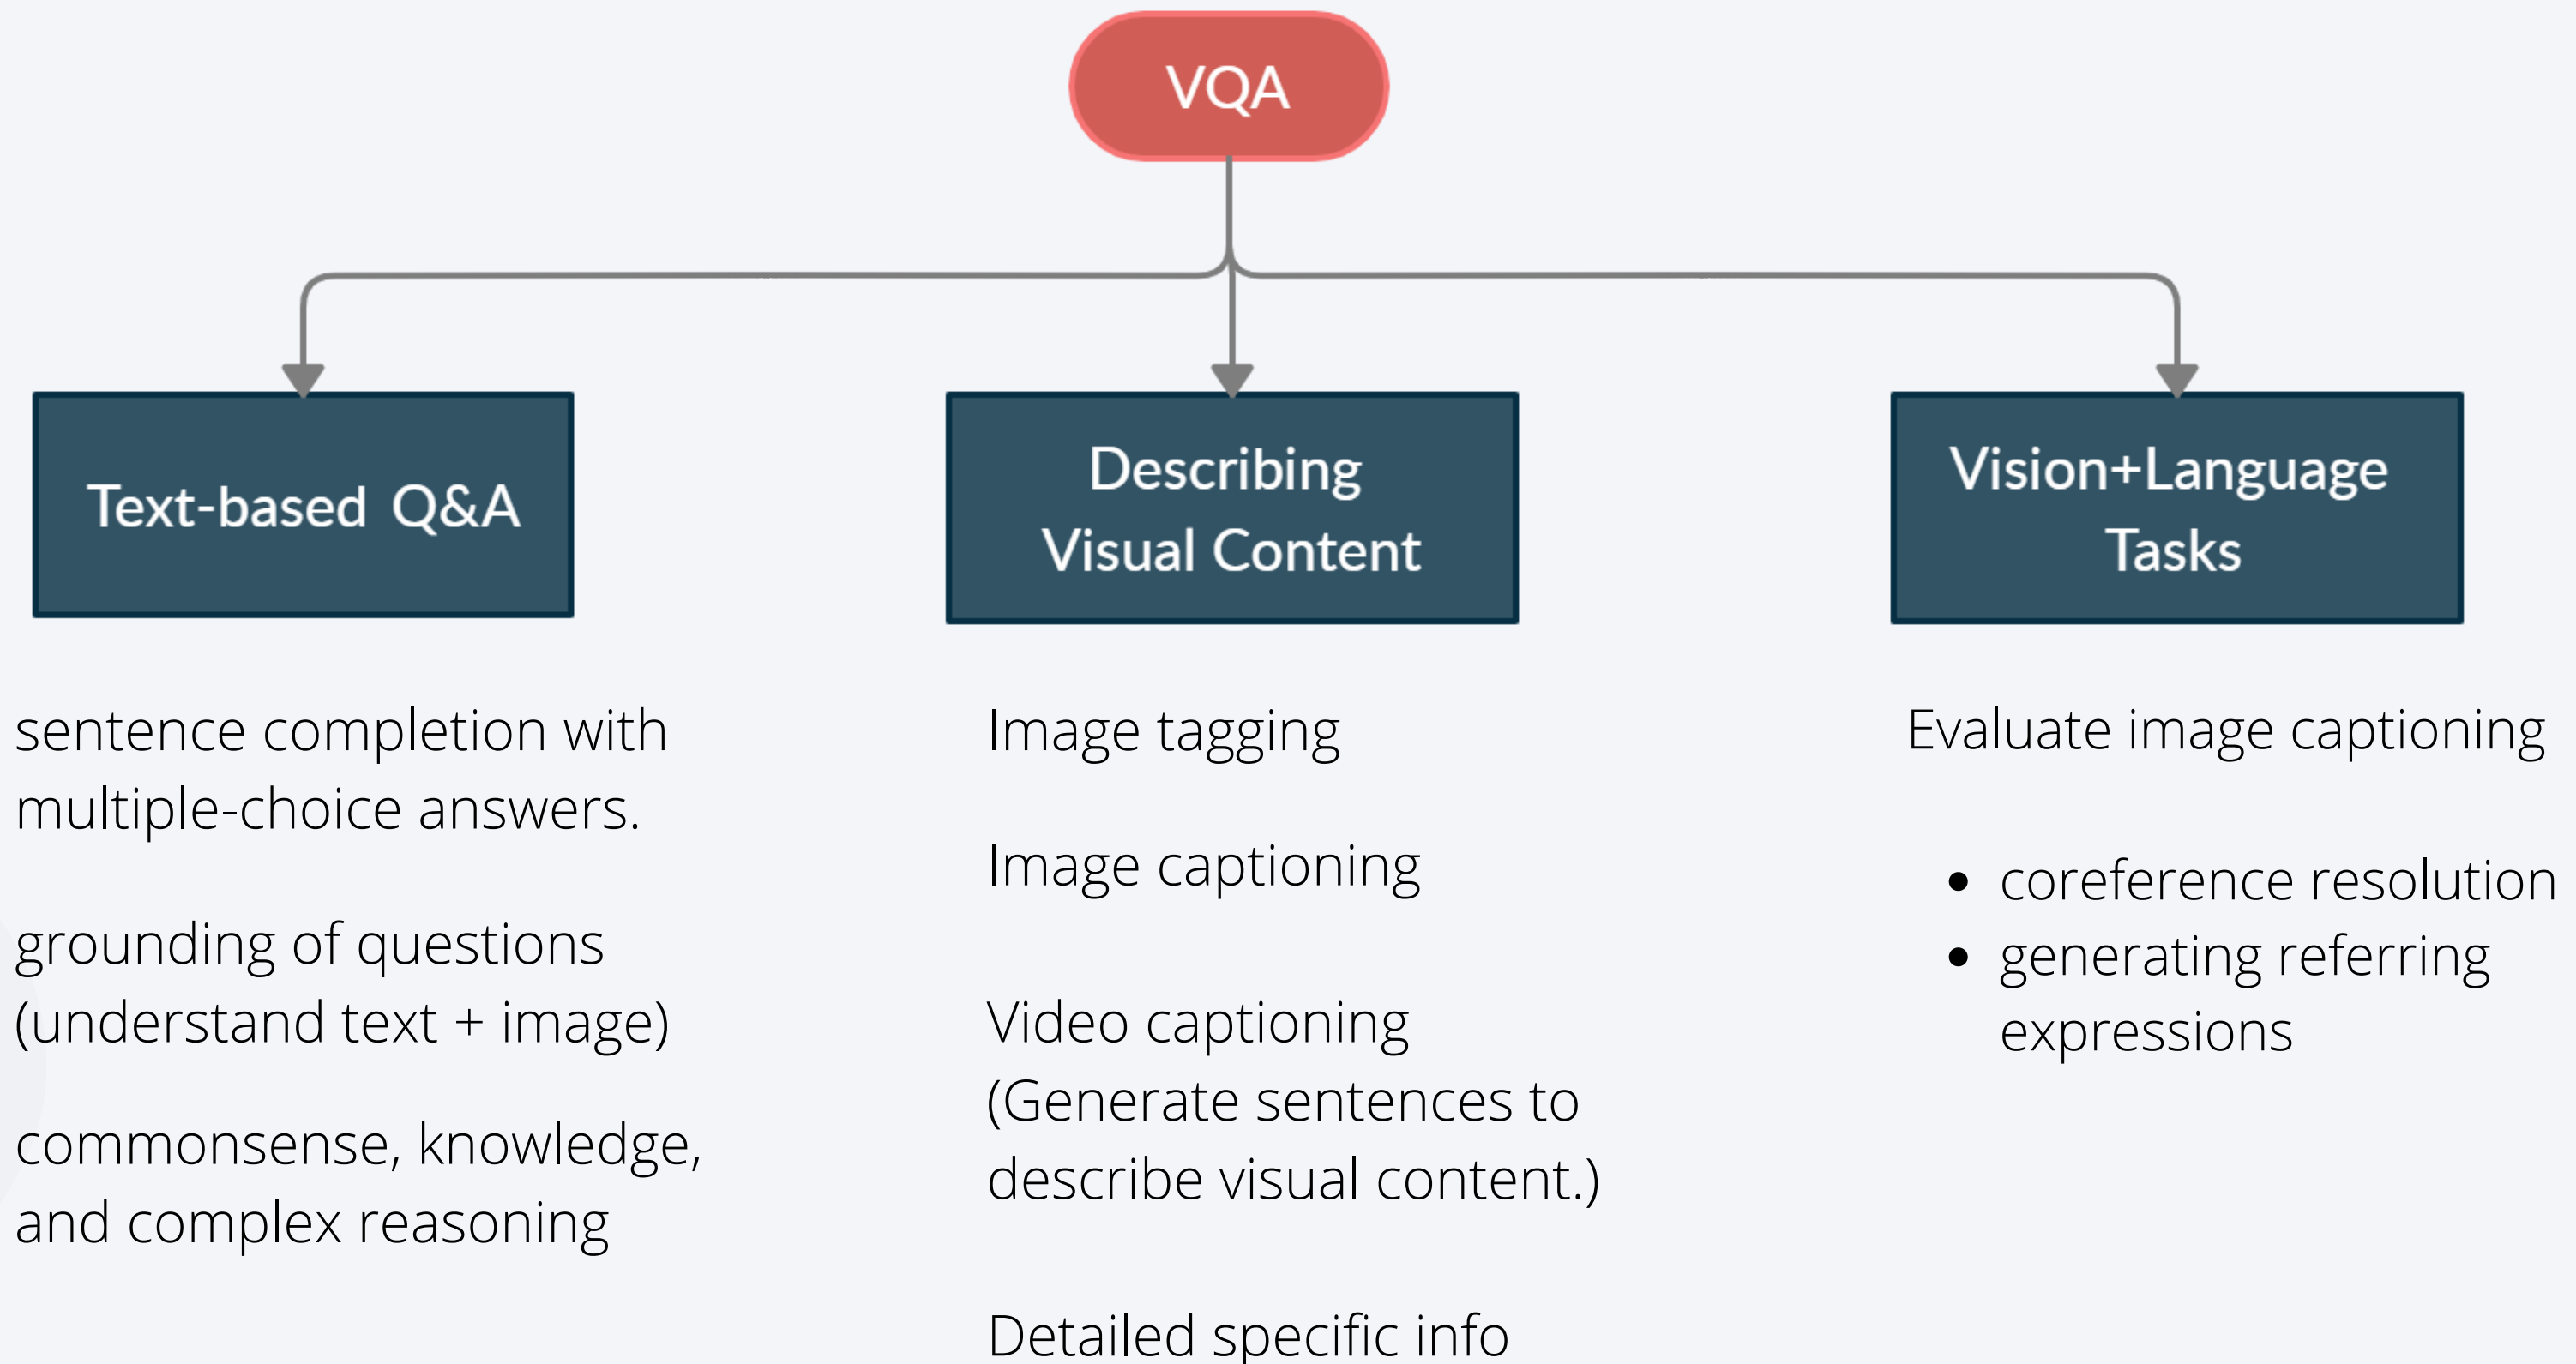 VQA
Text-based Q&A
sentence completion with
multiple-choice answers.
grounding of questions
(understand text + image)
commonsense, knowledge,
and complex reasoning
Describing
Visual Content
Image tagging
Image captioning
Video captioning
(Generate sentences to
describe visual content.)
Detailed specific info
Vision+Language
Tasks
Evaluate image captioning
• coreference resolution
• generating referring
expressions